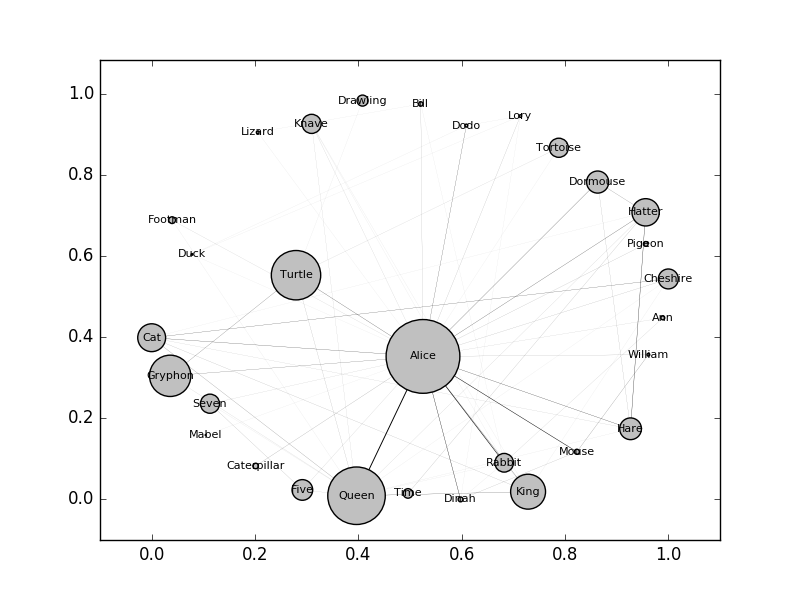 1.0
0.8
0.6
0.4
0.2
0.0
0.0
0.2
0.4
0.6
0.8
1.0
Drawling
Bill
Lory
Knave
Dodo
Lizard
Tortoise
Dormouse
Hatter
Footman
Pigeon
Duck
Turtle
Cheshire
Ann
Cat
Alice
William
Gryphon
Seven
Hare
Mabel
Mouse
Caterpillar
Rabbit
Five
Queen
Time
Dinah
King